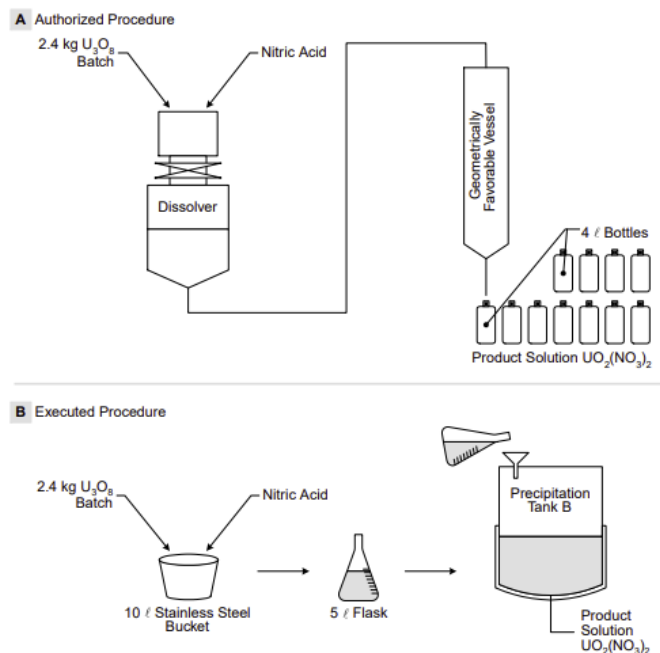 A Authorized Procedure
2.4 kg U₃O₈
Batch
Nitric Acid
Dissolver
Geometrically
Favorable Vessel
4 ℓ Bottles
Product Solution UO₂(NO₃)₂
B Executed Procedure
2.4 kg U₃O₈
Batch
Nitric Acid
10 ℓ Stainless Steel
Bucket
5 ℓ Flask
Precipitation
Tank B
Product
Solution
UO₂(NO₃)₂